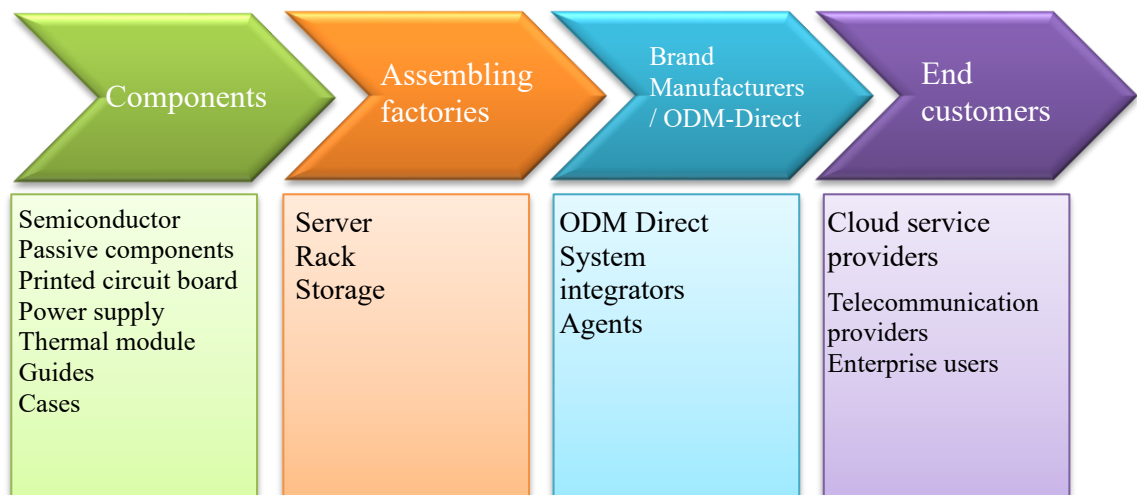 Components
Assembling
factories
Brand
Manufacturers
/ ODM-Direct
End
customers
Semiconductor
Passive components
Printed circuit board
Power supply
Thermal module
Guides
Cases
Server
Rack
Storage
ODM Direct
System
integrators
Agents
Cloud service
providers
Telecommunication
providers
Enterprise users